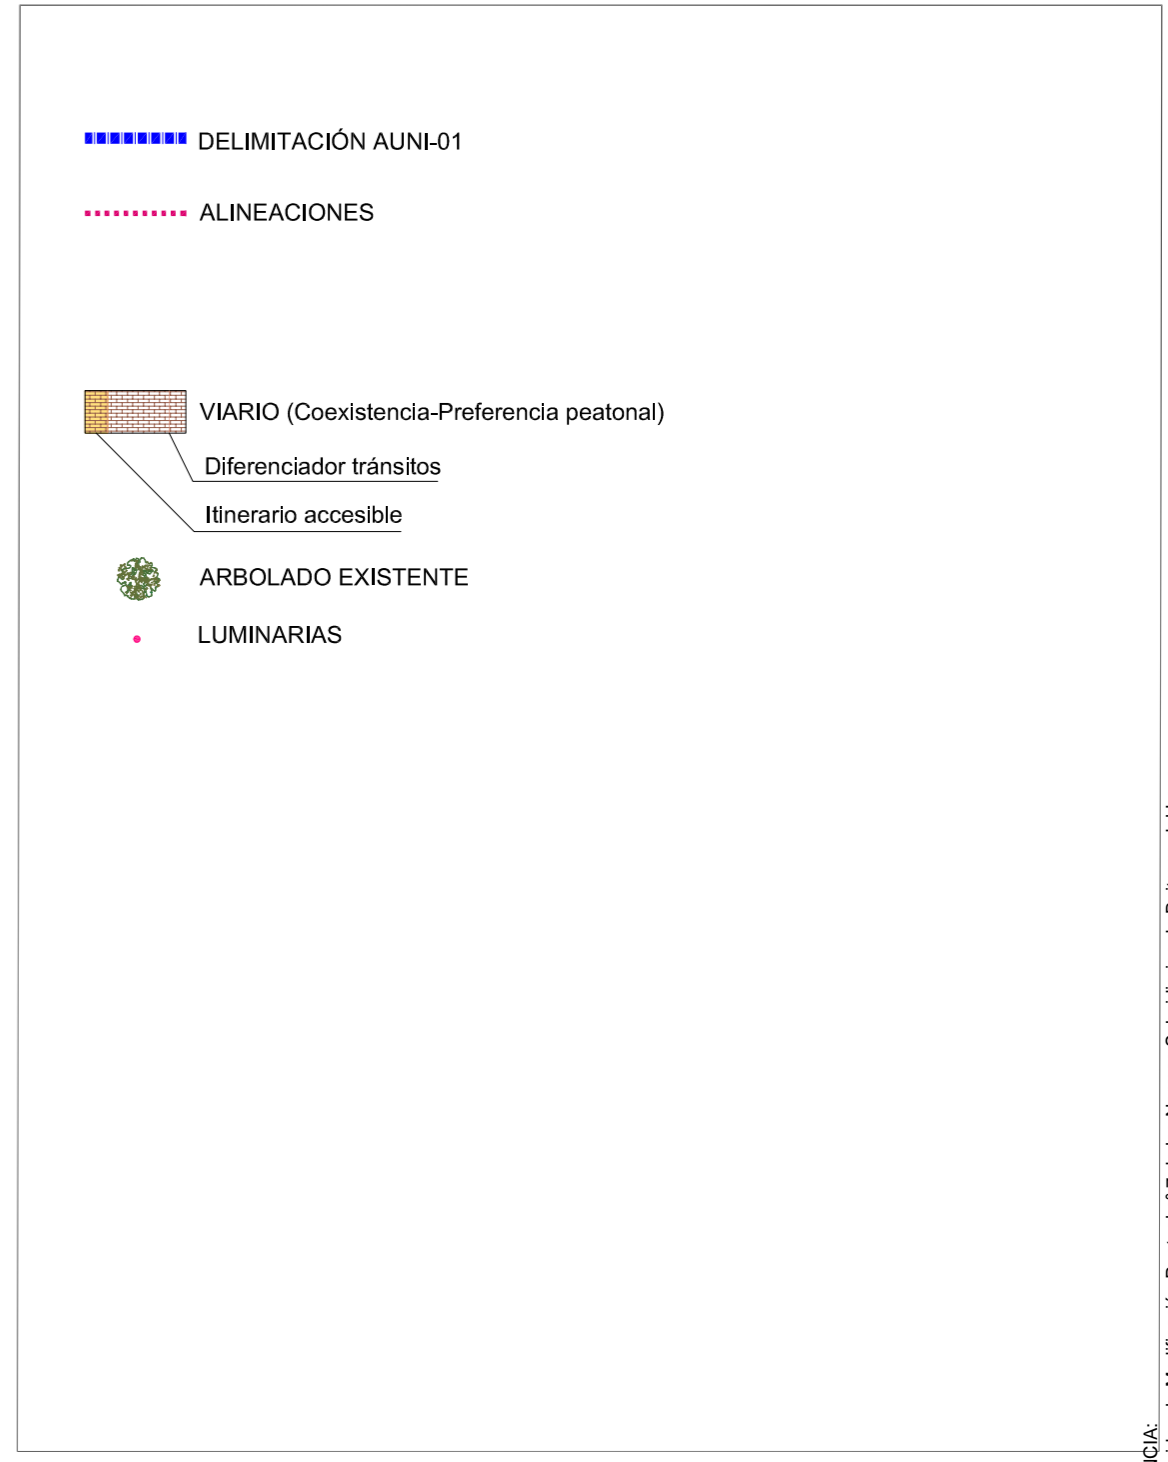 DELIMITACIÓN AUNI-01
ALINEACIONES
VIARIO (Coexistencia-Preferencia peatonal)
Diferenciador tránsitos
Itinerario accesible
ARBOLADO EXISTENTE
LUMINARIAS
ICIA: